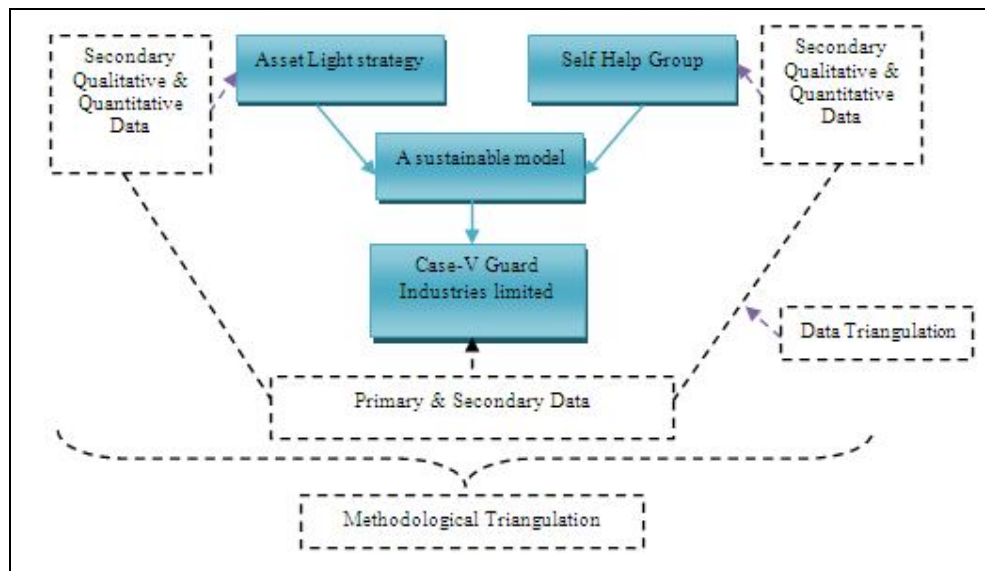 Secondary
Qualitative &
Quantitative
Data
Asset Light strategy
Self Help Group
Secondary
Qualitative &
Quantitative
Data
A sustainable model
Case-V Guard
Industries limited
Data Triangulation
Primary & Secondary Data
Methodological Triangulation